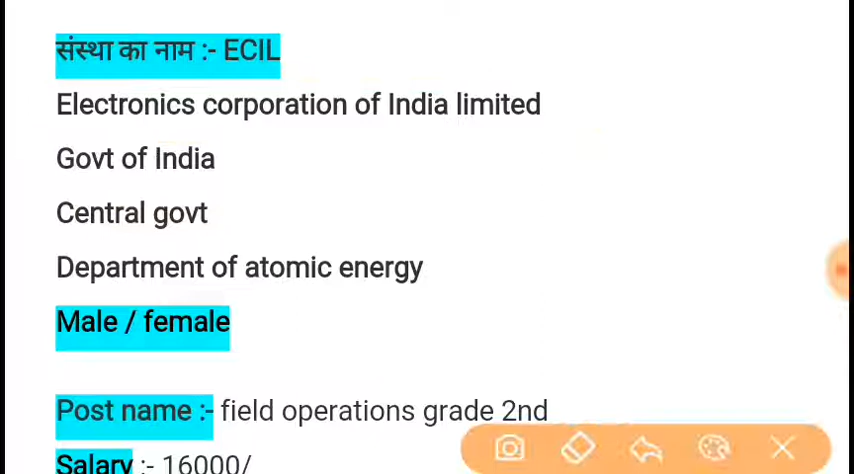 संस्था का नाम :- ECIL
Electronics corporation of India limited
Govt of India
Central govt
Department of atomic energy
Male / female
Post name :- field operations grade 2nd
Salary :- 16000/